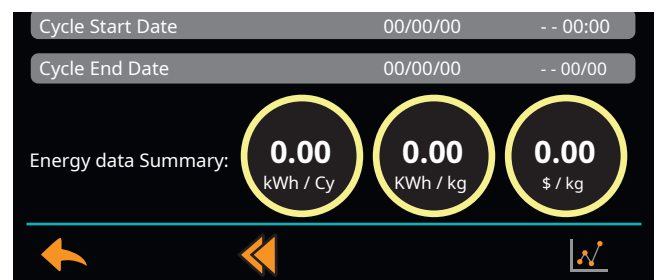 Cycle Start Date 00/00/00 - - 00:00
Cycle End Date 00/00/00 - - 00/00
Energy data Summary: 0.00 0.00 0.00
kWh / Cy KWh / kg $ / kg